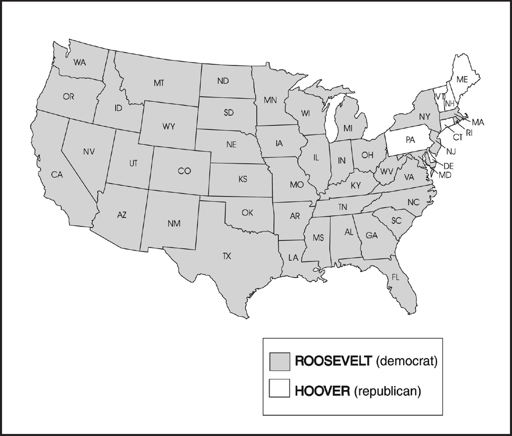 WA
MT
ND
MN
ME
VT
NH
OR
ID
SD
WI
MI
NY
MA
RI
CT
WY
NE
IA
PA
NJ
NV
UT
CO
KS
IL
IN
OH
WV
DE
MD
VA
CA
MO
KY
AZ
NM
OK
AR
TN
NC
SC
TX
LA
MS
AL
GA
FL
ROOSEVELT (democrat)
HOOVER (republican)